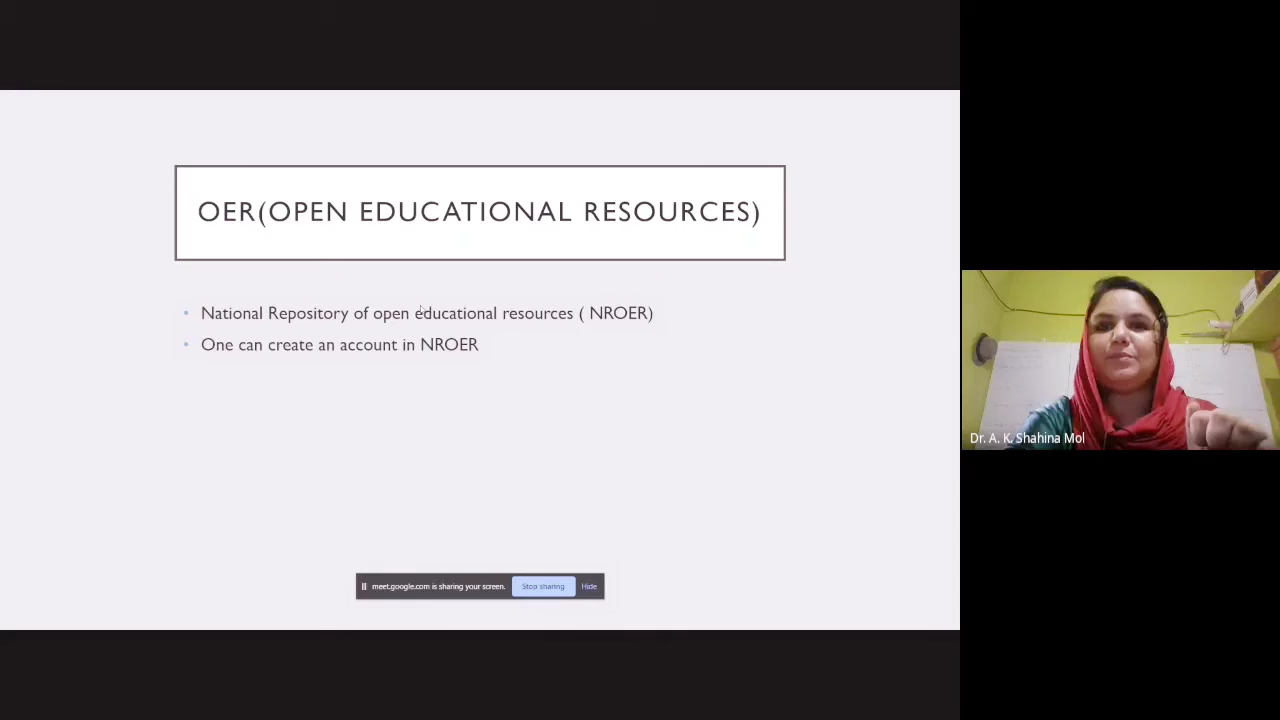 OER(OPEN EDUCATIONAL RESOURCES)
• National Repository of open educational resources ( NROER)
• One can create an account in NROER
meet.google.com is sharing your screen. Stop sharing Hide
Dr. A. K. Shahina Mol